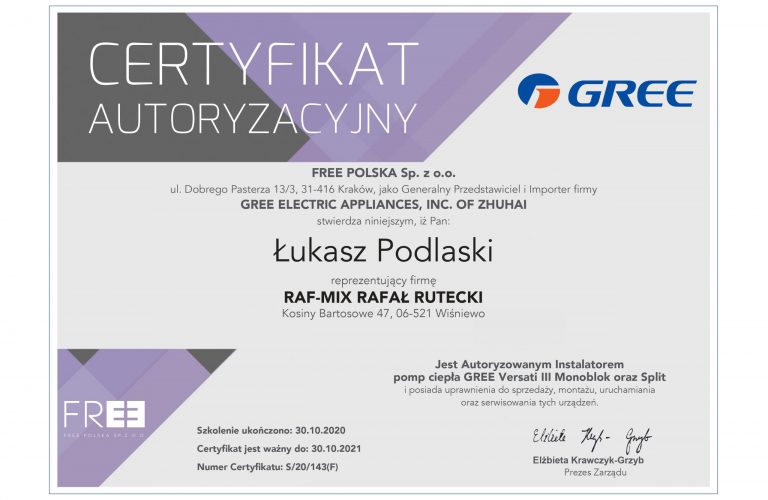 CERTYFIKAT
AUTORYZACYJNY
GREE
FREE POLSKA Sp. z o.o.
ul. Dobrego Pasterza 13/3, 31-416 Kraków, jako Generalny Przedstawiciel i Importer firmy
GREE ELECTRIC APPLIANCES, INC. OF ZHUHAI
stwierdza niniejszym, iż Pan:
Łukasz Podlaski
reprezentujący firmę
RAF-MIX RAFAŁ RUTECKI
Kosiny Bartosowe 47, 06-521 Wiśniewo
Jest Autoryzowanym Instalatorem
pomp ciepła GREE Versati III Monoblok oraz Split
i posiada uprawnienia do sprzedaży, montażu, uruchamiania
oraz serwisowania tych urządzeń.
FREE
FREE POLSKA SP. Z O.O.
Szkolenie ukończono: 30.10.2020
Certyfikat jest ważny do: 30.10.2021
Numer Certyfikatu: S/20/143(F)
Elżbieta Krawczyk-Grzyb
Prezes Zarządu